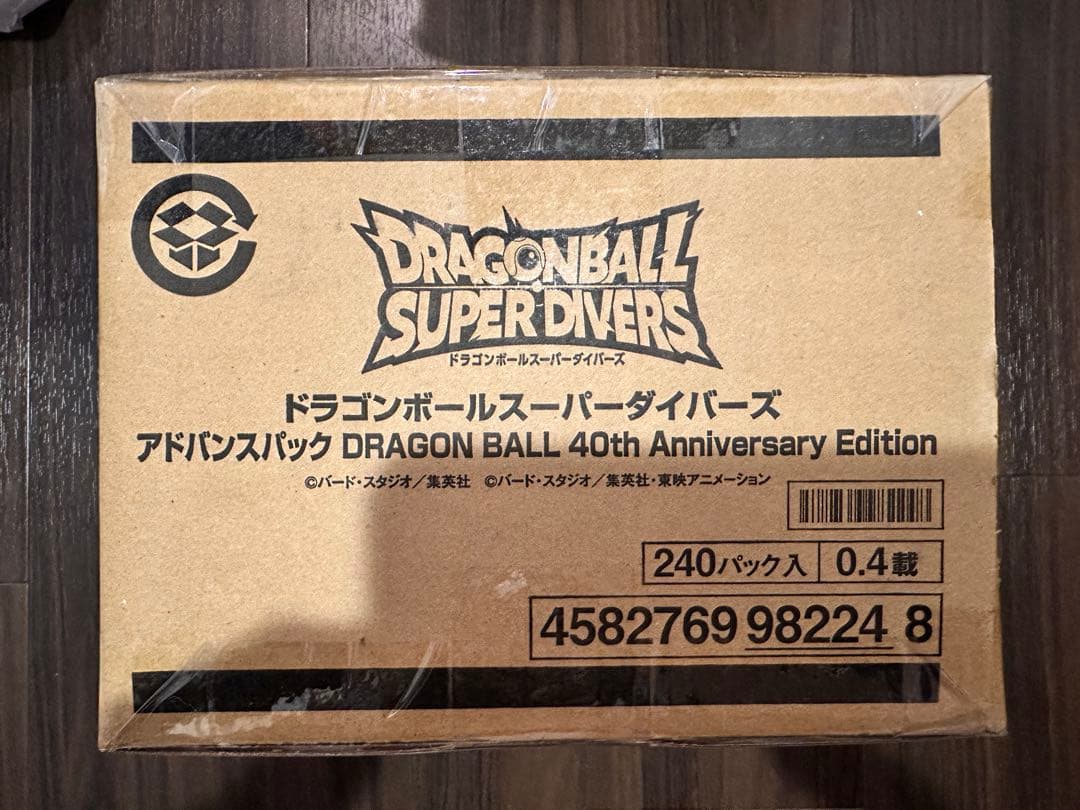 DRAGONBALL
SUPER DIVERS
ドラゴンボールスーパーダイバーズ
ドラゴンボールスーパーダイバーズ
アドバンスパック DRAGON BALL 40th Anniversary Edition
©バード・スタジオ／集英社 ©バード・スタジオ／集英社・東映アニメーション
240パック入 0.4載
4582769 98224 8